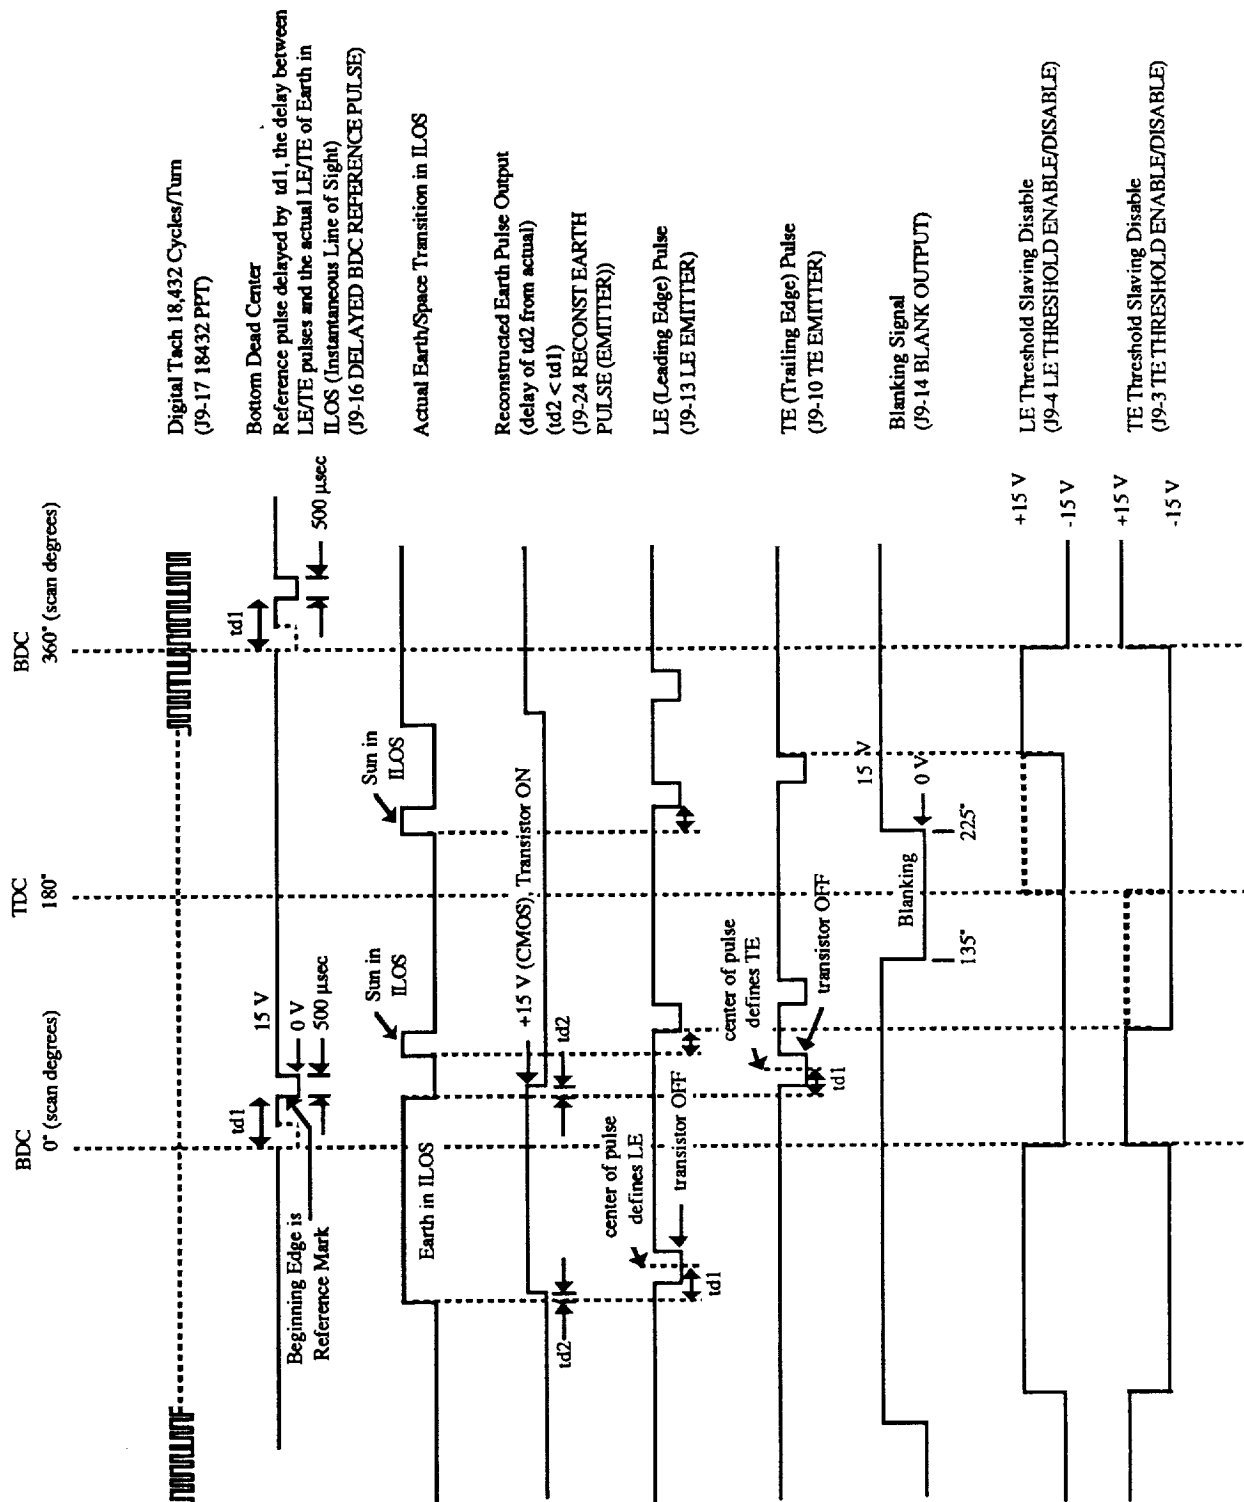 BDC
0° (scan degrees)
TDC
180°
BDC
360° (scan degrees)
Digital Tach 18,432 Cycles/Turn
(J9-17 18432 PPT)
td1
15 V
0 V
500 µsec
Beginning Edge is
Reference Mark
td1
500 µsec
Bottom Dead Center
Reference pulse delayed by td1, the delay between
LE/TE pulses and the actual LE/TE of Earth in
ILOS (Instantaneous Line of Sight)
(J9-16 DELAYED BDC REFERENCE PULSE)
Earth in ILOS
Sun in
ILOS
Sun in
ILOS
Actual Earth/Space Transition in ILOS
td2
td2
+15 V (CMOS), Transistor ON
Reconstructed Earth Pulse Output
(delay of td2 from actual)
(td2 < td1)
(J9-24 RECONST EARTH
PULSE (EMITTER))
center of pulse
defines LE
transistor OFF
td1
LE (Leading Edge) Pulse
(J9-13 LE EMITTER)
center of pulse
defines TE
transistor OFF
td1
TE (Trailing Edge) Pulse
(J9-10 TE EMITTER)
15 V
0 V
Blanking
135°
225°
Blanking Signal
(J9-14 BLANK OUTPUT)
+15 V
-15 V
LE Threshold Slaving Disable
(J9-4 LE THRESHOLD ENABLE/DISABLE)
+15 V
-15 V
TE Threshold Slaving Disable
(J9-3 TE THRESHOLD ENABLE/DISABLE)